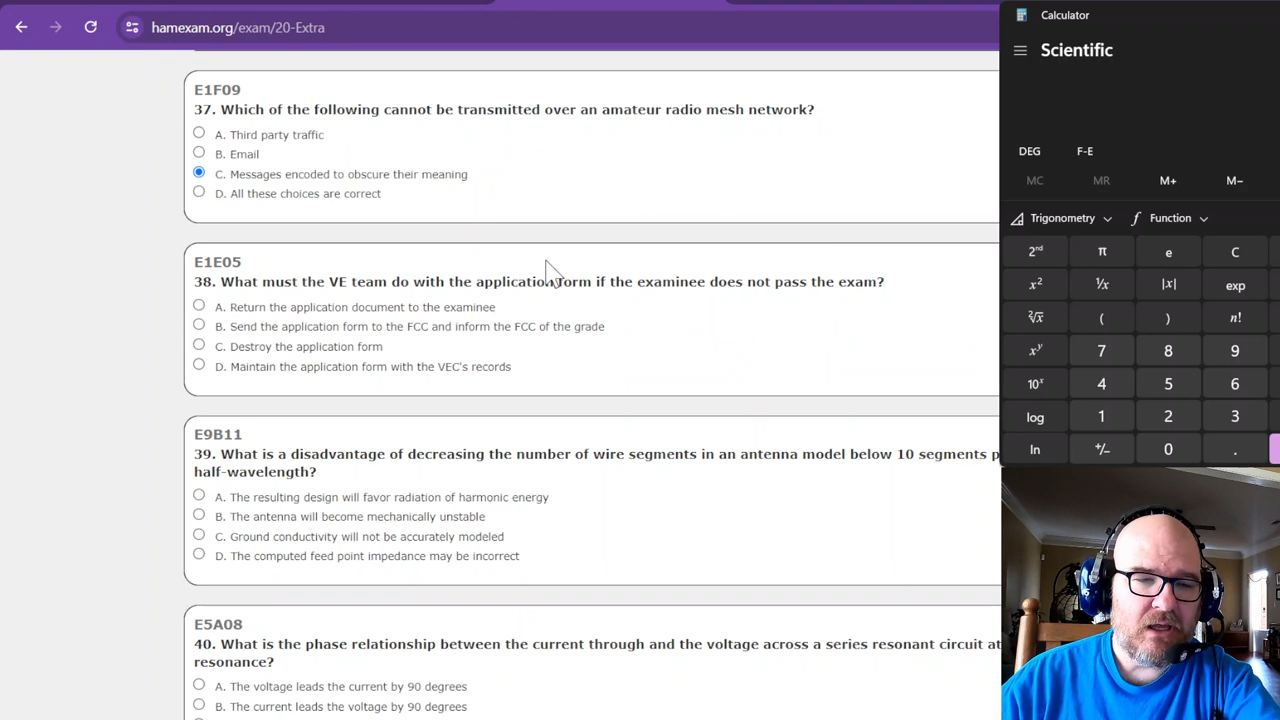 hamexam.org/exam/20-Extra
Calculator
Scientific
E1F09
37. Which of the following cannot be transmitted over an amateur radio mesh network?
A. Third party traffic
B. Email
C. Messages encoded to obscure their meaning
D. All these choices are correct
E1E05
38. What must the VE team do with the application form if the examinee does not pass the exam?
A. Return the application document to the examinee
B. Send the application form to the FCC and inform the FCC of the grade
C. Destroy the application form
D. Maintain the application form with the VEC's records
E9B11
39. What is a disadvantage of decreasing the number of wire segments in an antenna model below 10 segments p
half-wavelength?
A. The resulting design will favor radiation of harmonic energy
B. The antenna will become mechanically unstable
C. Ground conductivity will not be accurately modeled
D. The computed feed point impedance may be incorrect
E5A08
40. What is the phase relationship between the current through and the voltage across a series resonant circuit at
resonance?
A. The voltage leads the current by 90 degrees
B. The current leads the voltage by 90 degrees
DEG F-E
MC MR M+ M−
Trigonometry Function
2nd π e C
x² ¹/x |x| exp
²√x ( ) n!
xʸ 7 8 9
10ˣ 4 5 6
log 1 2 3
ln +/− 0 .